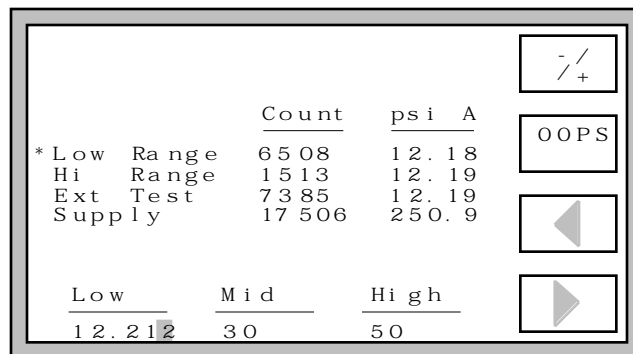 - /
/ +
Count psi A
OOPS
*Low Range 6508 12.18
Hi Range 1513 12.19
Ext Test 7385 12.19
Supply 17506 250.9
Low Mid High
12.212 30 50